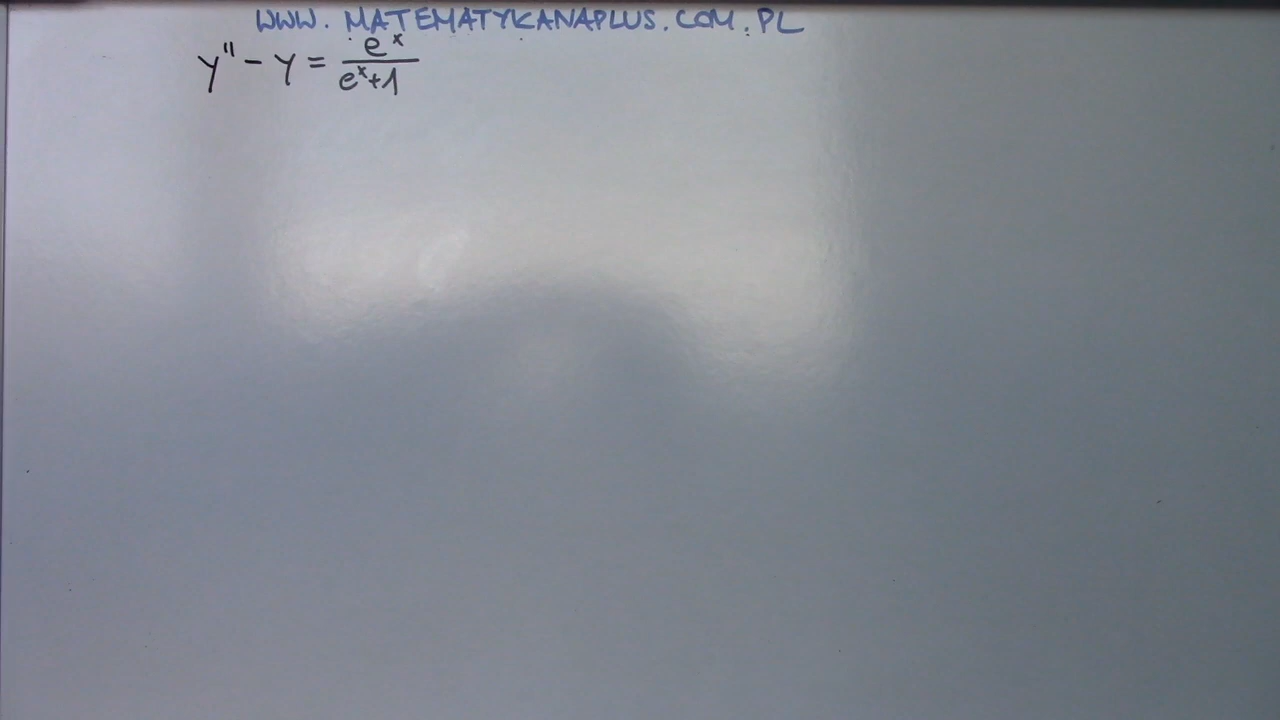 WWW.MATEMATYKANAPLUS.COM.PL
y'' - y = e^x / (e^x + 1)